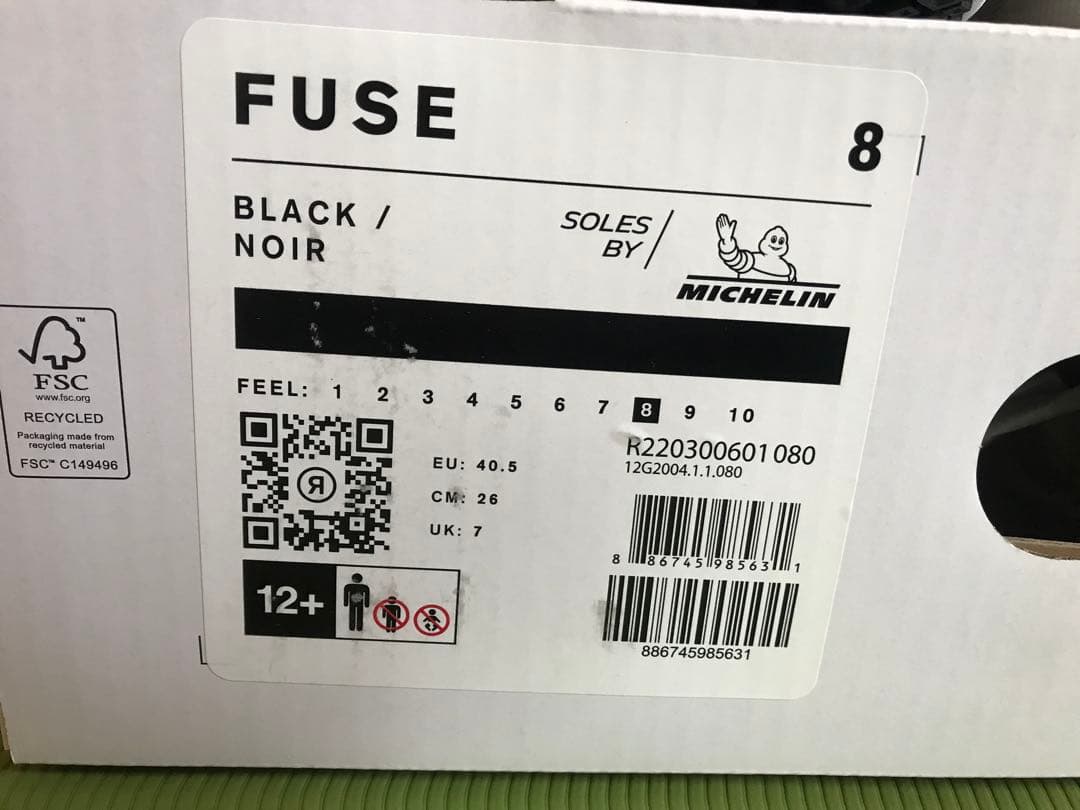 FUSE
8
BLACK /
NOIR
SOLES
BY
MICHELIN
FEEL: 1 2 3 4 5 6 7 8 9 10
R220300601080
12G2004.1.1.080
EU: 40.5
CM: 26
UK: 7
R
8 86745 98563 1
886745985631
12+
TM
FSC
www.fsc.org
RECYCLED
Packaging made from
recycled material
FSC™ C149496